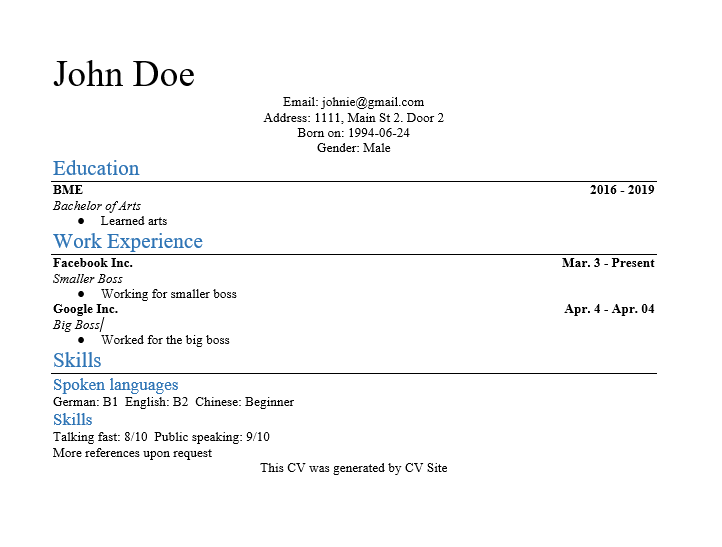 John Doe
Email: johnie@gmail.com
Address: 1111, Main St 2. Door 2
Born on: 1994-06-24
Gender: Male
Education
BME 2016 - 2019
Bachelor of Arts
● Learned arts
Work Experience
Facebook Inc. Mar. 3 - Present
Smaller Boss
● Working for smaller boss
Google Inc. Apr. 4 - Apr. 04
Big Boss
● Worked for the big boss
Skills
Spoken languages
German: B1 English: B2 Chinese: Beginner
Skills
Talking fast: 8/10 Public speaking: 9/10
More references upon request
This CV was generated by CV Site